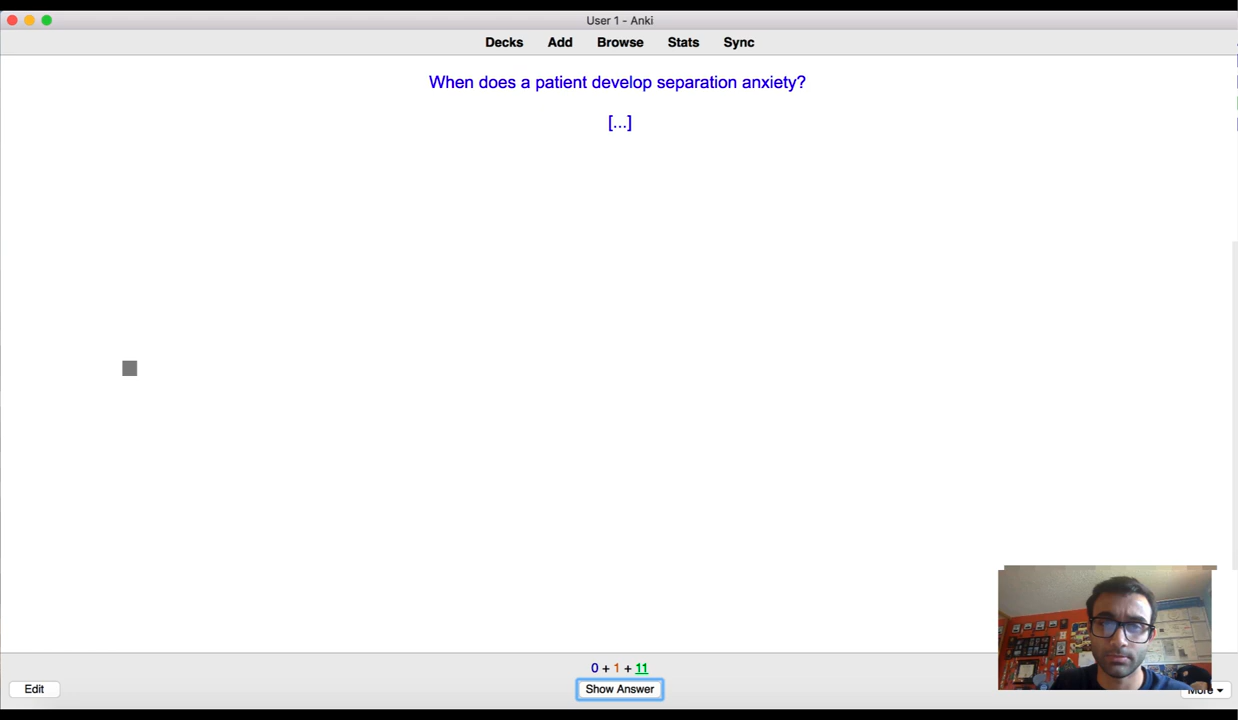 User 1 - Anki
Decks Add Browse Stats Sync
When does a patient develop separation anxiety?
[...]
0 + 1 + 11
Edit Show Answer More